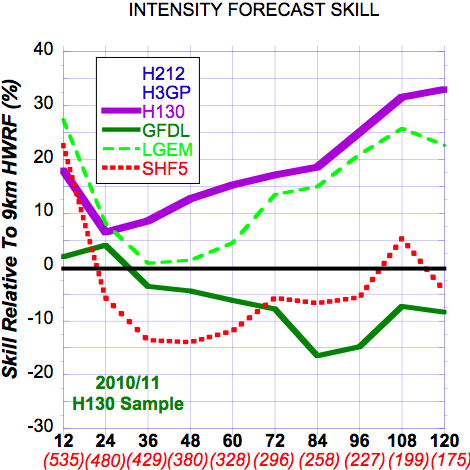 INTENSITY FORECAST SKILL
Skill Relative To 9km HWRF (%)
40
30
20
10
0
-10
-20
-30
H212
H3GP
H130
GFDL
LGEM
SHF5
2010/11
H130 Sample
12 24 36 48 60 72 84 96 108 120
(535) (480) (429) (380) (328) (296) (258) (227) (199) (175)